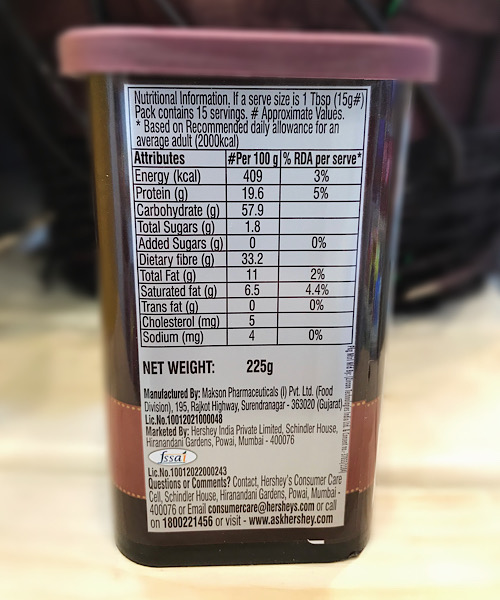 Nutritional Information. If a serve size is 1 Tbsp (15g#)
Pack contains 15 servings. # Approximate Values.
* Based on Recommended daily allowance for an
average adult (2000kcal)
Attributes #Per 100 g % RDA per serve*
Energy (kcal) 409 3%
Protein (g) 19.6 5%
Carbohydrate (g) 57.9
Total Sugars (g) 1.8
Added Sugars (g) 0 0%
Dietary fibre (g) 33.2
Total Fat (g) 11 2%
Saturated fat (g) 6.5 4.4%
Trans fat (g) 0 0%
Cholesterol (mg) 5
Sodium (mg) 4 0%
NET WEIGHT: 225g
Manufactured By: Makson Pharmaceuticals (I) Pvt. Ltd. (Food
Division), 195, Rajkot Highway, Surendranagar - 363020 (Gujarat)
Lic.No.10012021000048
Marketed By: Hershey India Private Limited, Schindler House,
Hiranandani Gardens, Powai, Mumbai - 400076
fssai
Lic.No.10012022000243
Questions or Comments? Contact, Hershey's Consumer Care
Cell, Schindler House, Hiranandani Gardens, Powai, Mumbai -
400076 or Email consumercare@hersheys.com or call
on 1800221456 or visit - www.askhershey.com